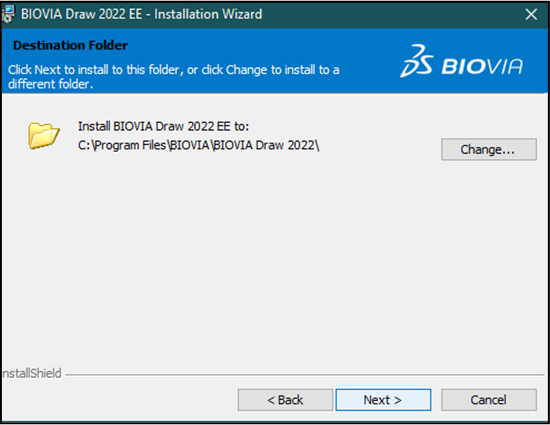 BIOVIA Draw 2022 EE - Installation Wizard
Destination Folder
Click Next to install to this folder, or click Change to install to a
different folder.
BIOVIA
Install BIOVIA Draw 2022 EE to:
C:\Program Files\BIOVIA\BIOVIA Draw 2022\
Change...
nstallShield
< Back
Next >
Cancel